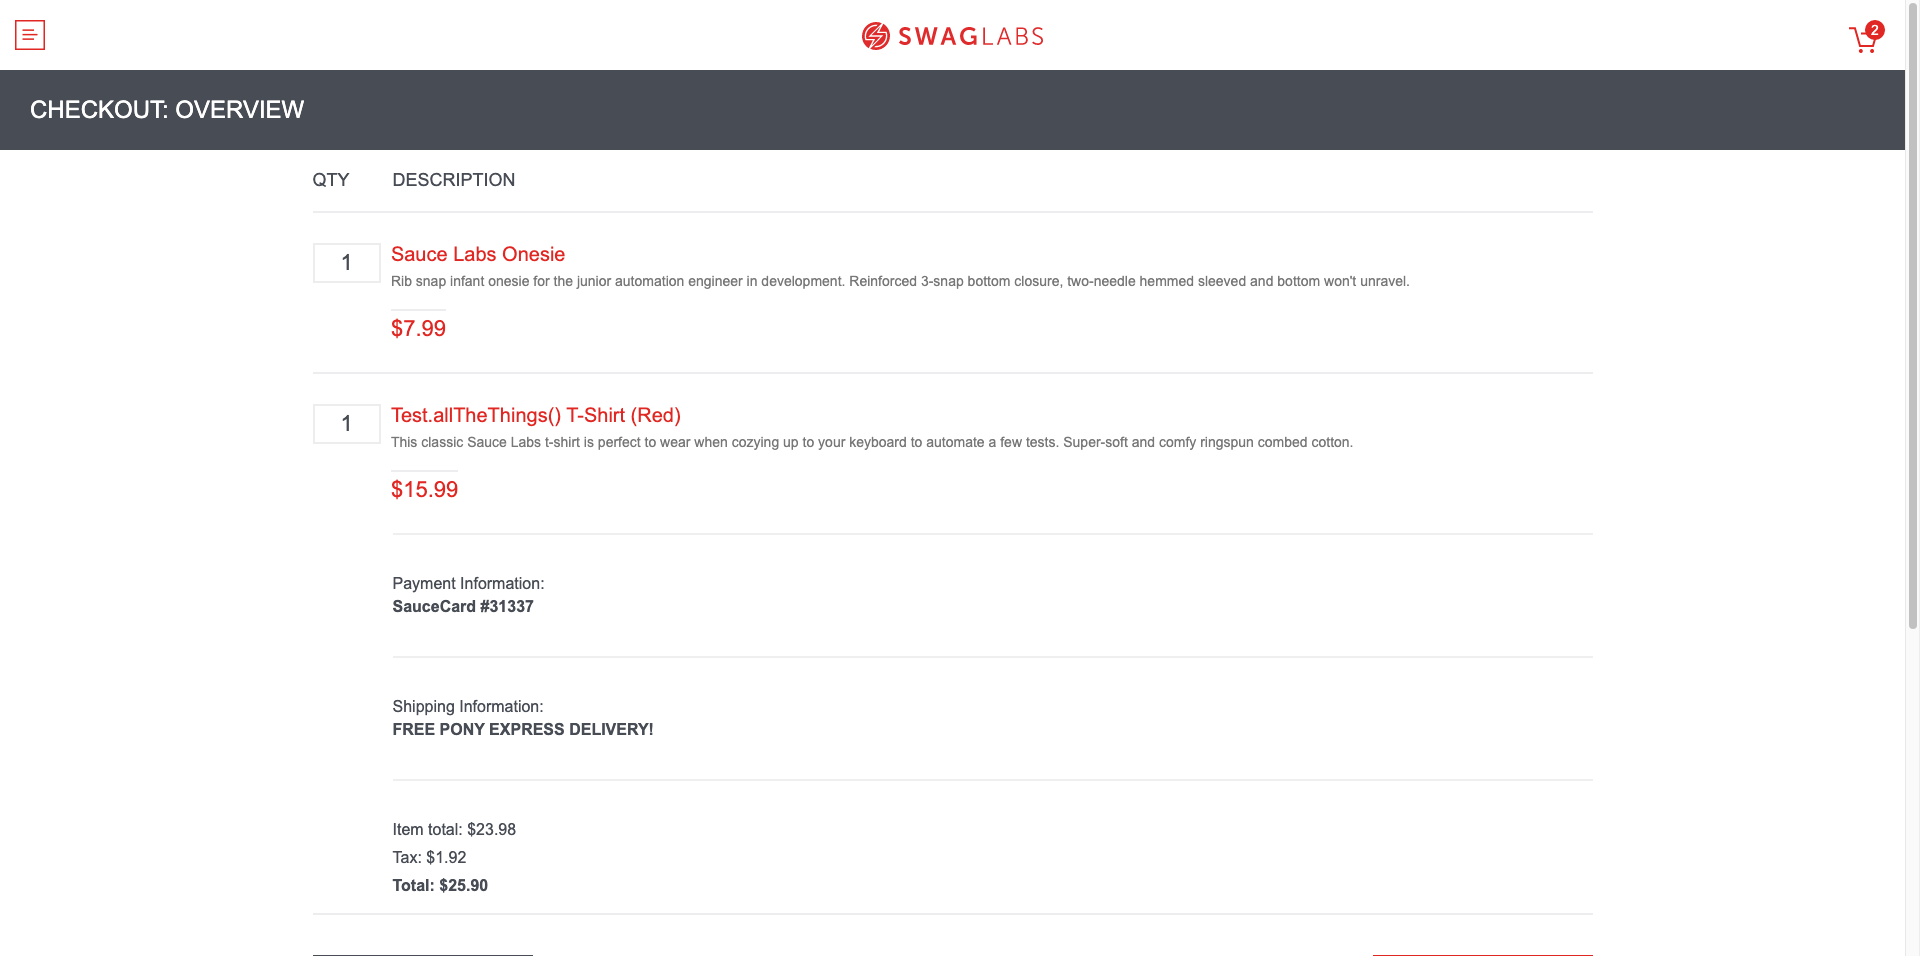 SWAGLABS
2
CHECKOUT: OVERVIEW
QTY DESCRIPTION
1 Sauce Labs Onesie
Rib snap infant onesie for the junior automation engineer in development. Reinforced 3-snap bottom closure, two-needle hemmed sleeved and bottom won't unravel.
$7.99
1 Test.allTheThings() T-Shirt (Red)
This classic Sauce Labs t-shirt is perfect to wear when cozying up to your keyboard to automate a few tests. Super-soft and comfy ringspun combed cotton.
$15.99
Payment Information:
SauceCard #31337
Shipping Information:
FREE PONY EXPRESS DELIVERY!
Item total: $23.98
Tax: $1.92
Total: $25.90